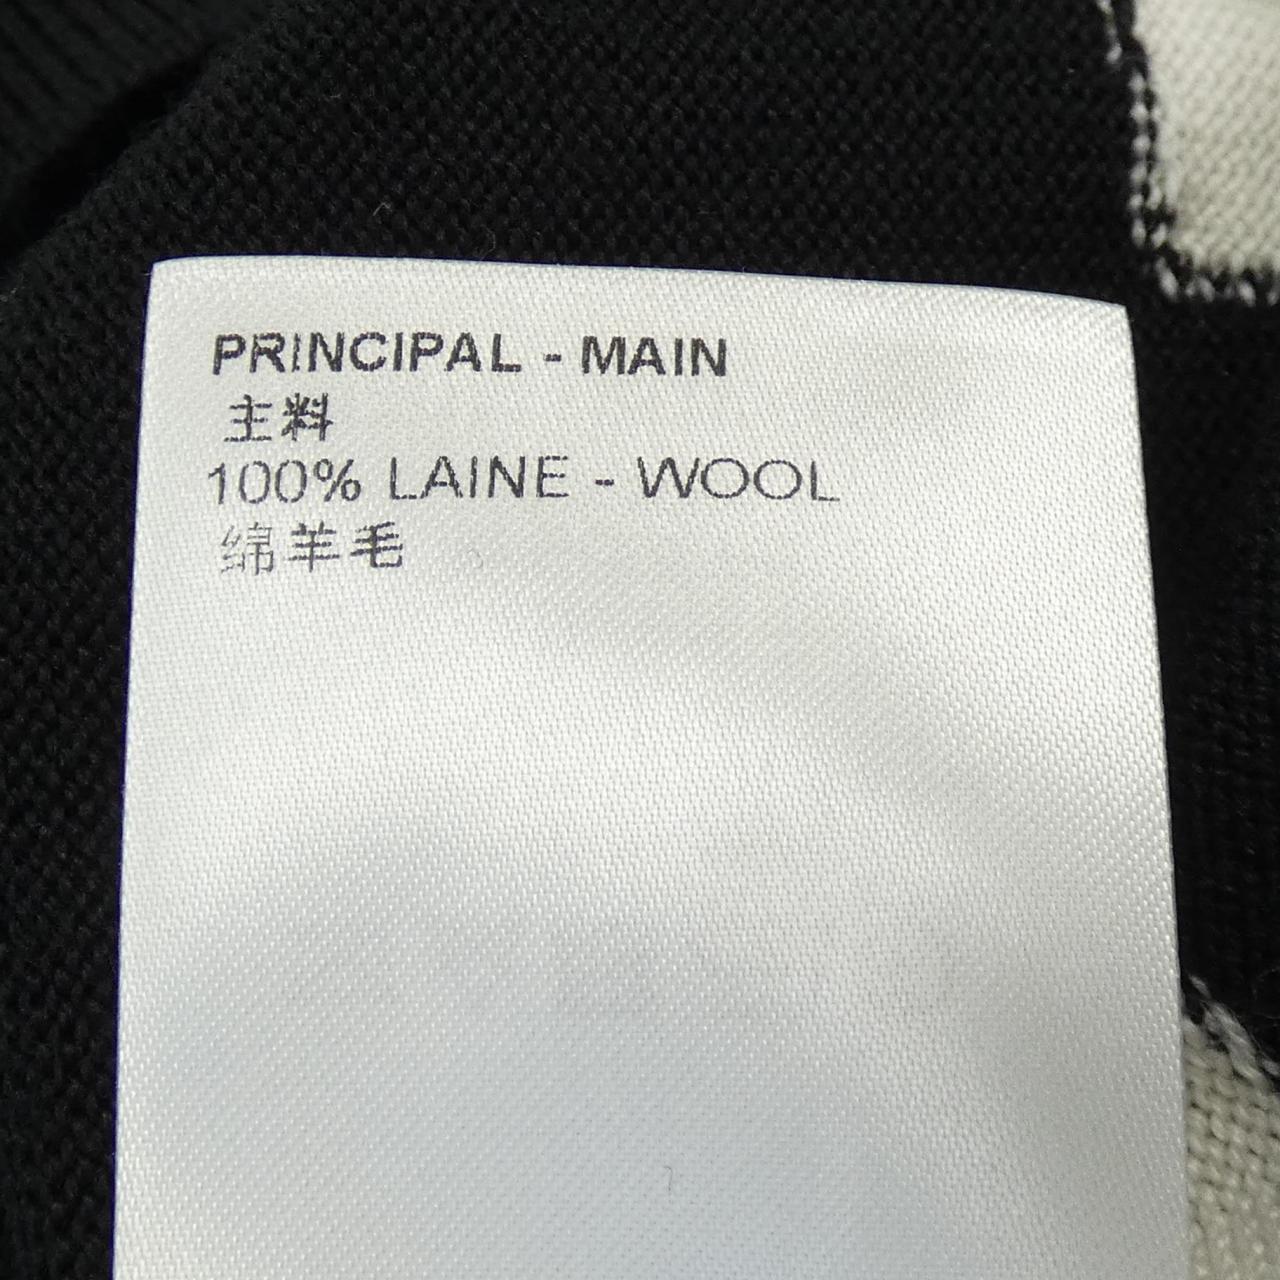 PRINCIPAL - MAIN
主料
100% LAINE - WOOL
绵羊毛